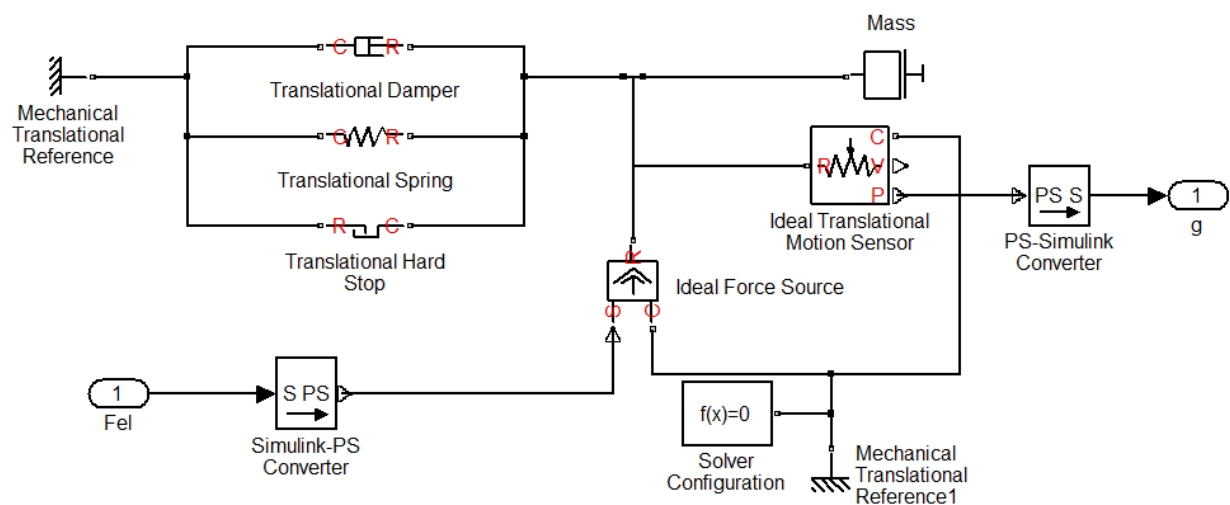 Mass
C
R
Translational Damper
Mechanical
Translational
Reference
C
R
Translational Spring
R
C
Translational Hard
Stop
C
R
V
P
Ideal Translational
Motion Sensor
PS S
PS-Simulink
Converter
1
g
R
Ideal Force Source
S
C
1
Fel
S PS
Simulink-PS
Converter
f(x)=0
Solver
Configuration
Mechanical
Translational
Reference1